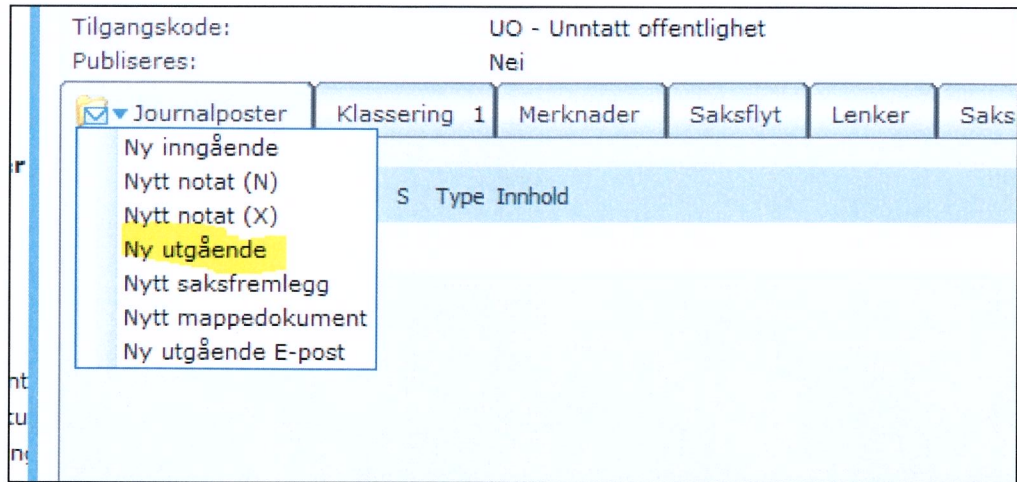 Tilgangskode: UO - Unntatt offentlighet
Publiseres: Nei
Journalposter Klassering 1 Merknader Saksflyt Lenker Saks
Ny inngående
Nytt notat (N)
Nytt notat (X)
S Type Innhold
Ny utgående
Nytt saksfremlegg
Nytt mappedokument
Ny utgående E-post